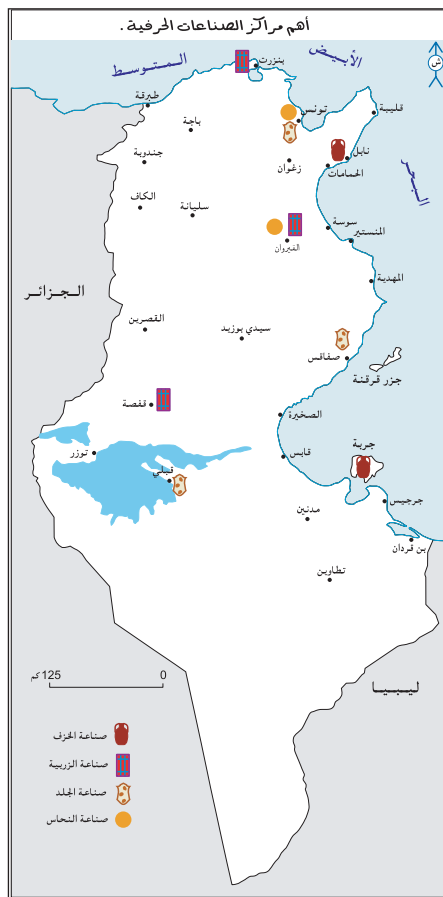 أهم مراكز الصناعات الحرفية.
البحر
الأبيض
المتوسط
ش
بنزرت
طبرقة
باجة
تونس
قليبة
جندوبة
زغوان
نابل
الحمامات
الكاف
سليانة
سوسة
المنستير
القيروان
المهدية
الجزائر
القصرين
سيدي بوزيد
صفاقس
جزر قرقنة
قفصة
الصخيرة
جربة
توزر
قابس
قبلي
جرجيس
مدنين
بن قردان
تطاوين
ليبيا
125 كم
0
صناعة الخزف
صناعة الزربية
صناعة الجلد
صناعة النحاس